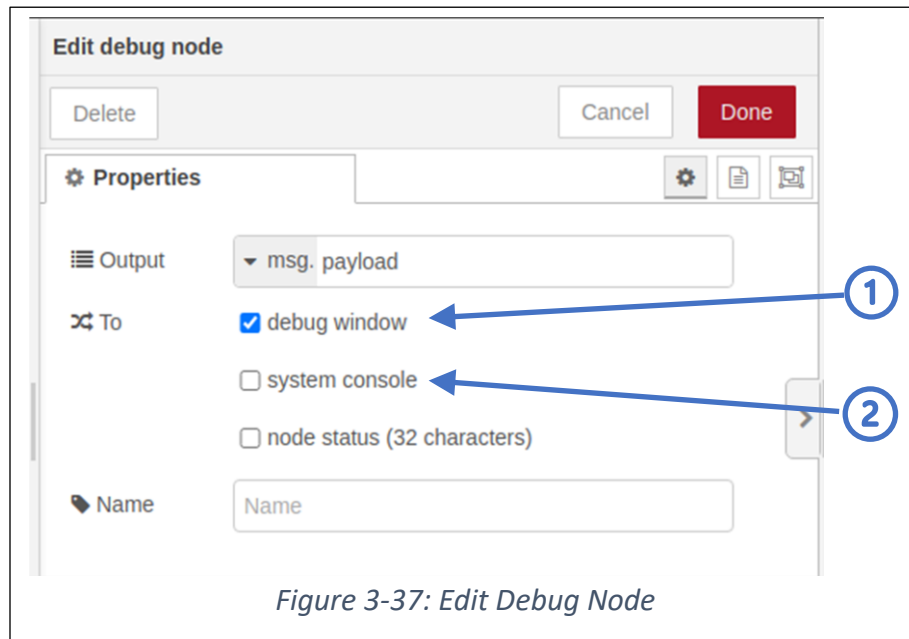 Edit debug node
Delete Cancel Done
Properties
Output msg. payload
To debug window
1
system console
2
node status (32 characters)
Name Name
Figure 3-37: Edit Debug Node